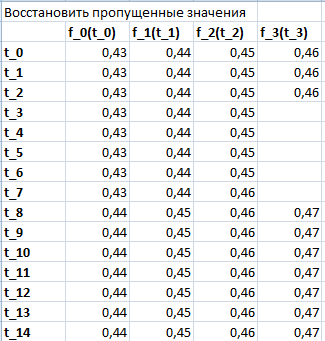 Восстановить пропущенные значения
f_0(t_0) f_1(t_1) f_2(t_2) f_3(t_3)
t_0 0,43 0,44 0,45 0,46
t_1 0,43 0,44 0,45 0,46
t_2 0,43 0,44 0,45 0,46
t_3 0,43 0,44 0,45
t_4 0,43 0,44 0,45
t_5 0,43 0,44 0,45
t_6 0,43 0,44 0,45
t_7 0,43 0,44 0,46
t_8 0,44 0,45 0,46 0,47
t_9 0,44 0,45 0,46 0,47
t_10 0,44 0,45 0,46 0,47
t_11 0,44 0,45 0,46 0,47
t_12 0,44 0,45 0,46 0,47
t_13 0,44 0,45 0,46 0,47
t_14 0,44 0,45 0,46 0,47